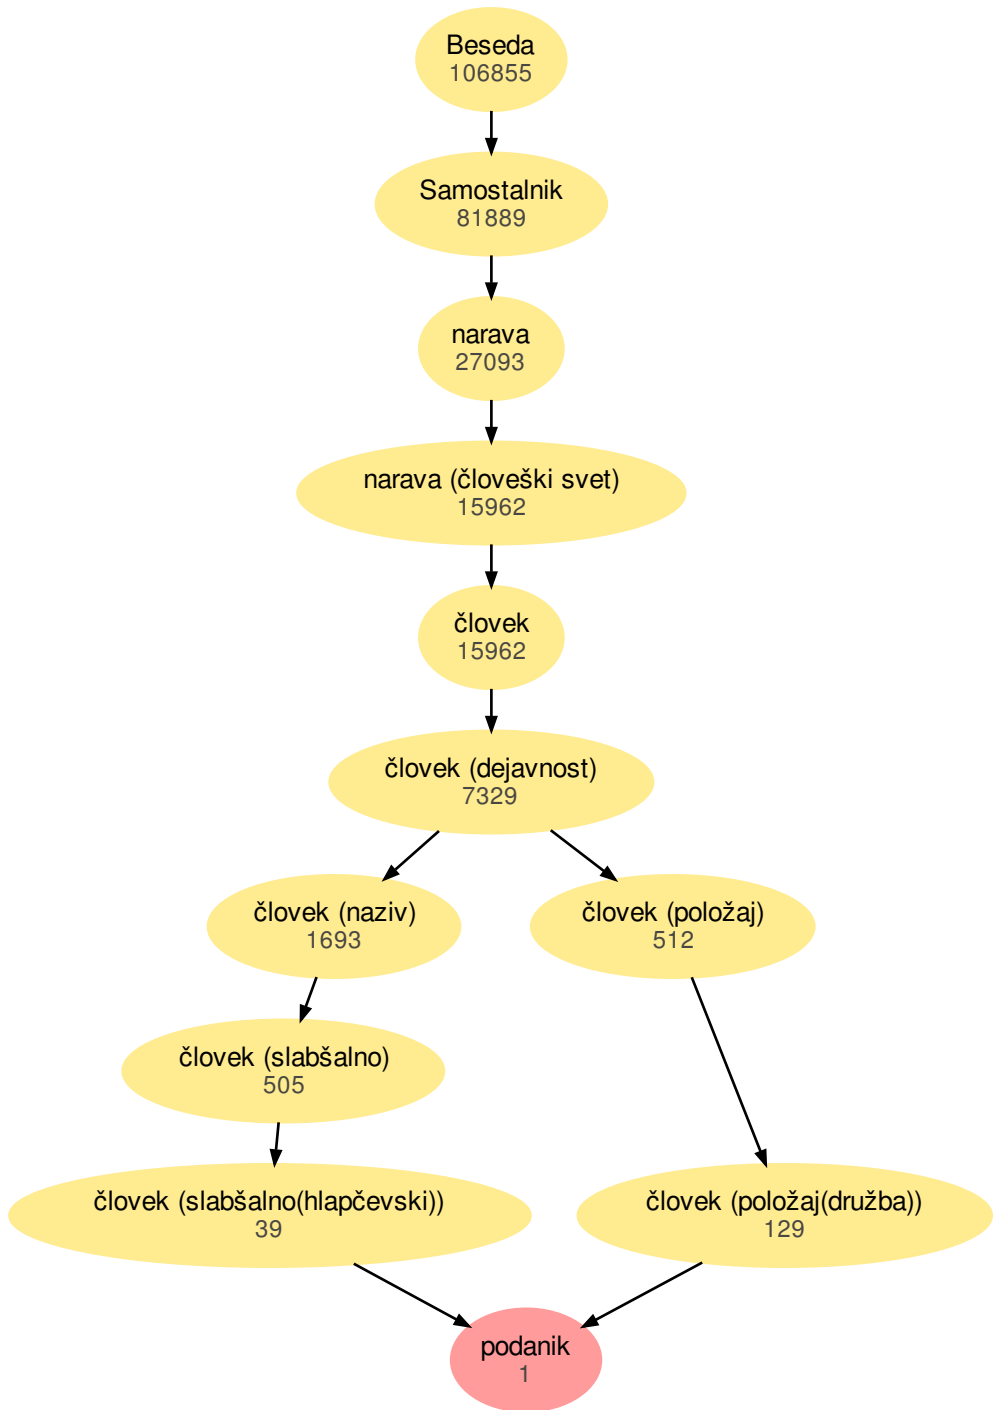 Beseda
106855
Samostalnik
81889
narava
27093
narava (človeški svet)
15962
človek
15962
človek (dejavnost)
7329
človek (naziv)
1693
človek (položaj)
512
človek (slabšalno)
505
človek (slabšalno(hlapčevski))
39
človek (položaj(družba))
129
podanik
1